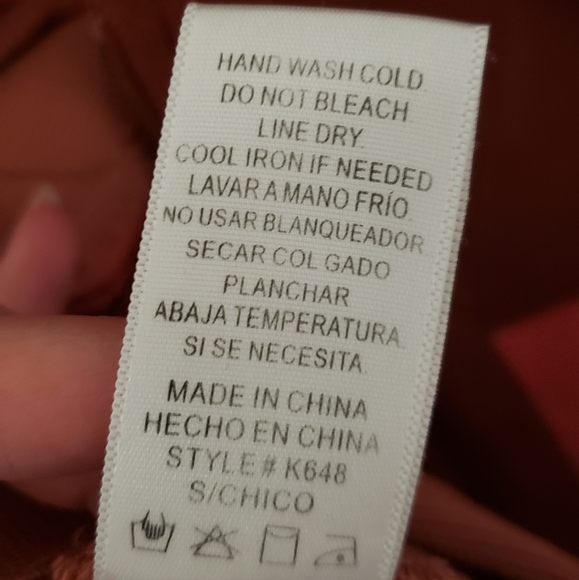 HAND WASH COLD
DO NOT BLEACH
LINE DRY.
COOL IRON IF NEEDED
LAVAR A MANO FRÍO.
NO USAR BLANQUEADOR
SECAR COLGADO
PLANCHAR
ABAJA TEMPERATURA
SI SE NECESITA.
MADE IN CHINA
HECHO EN CHINA
STYLE# K648
S/CHICO